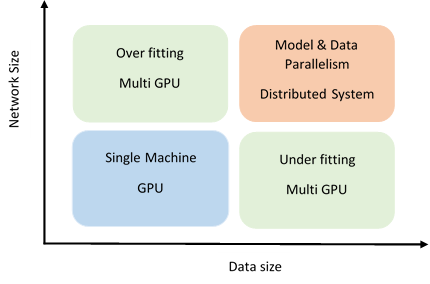 Network Size
Over fitting
Multi GPU
Model & Data
Parallelism
Distributed System
Single Machine
GPU
Under fitting
Multi GPU
Data size